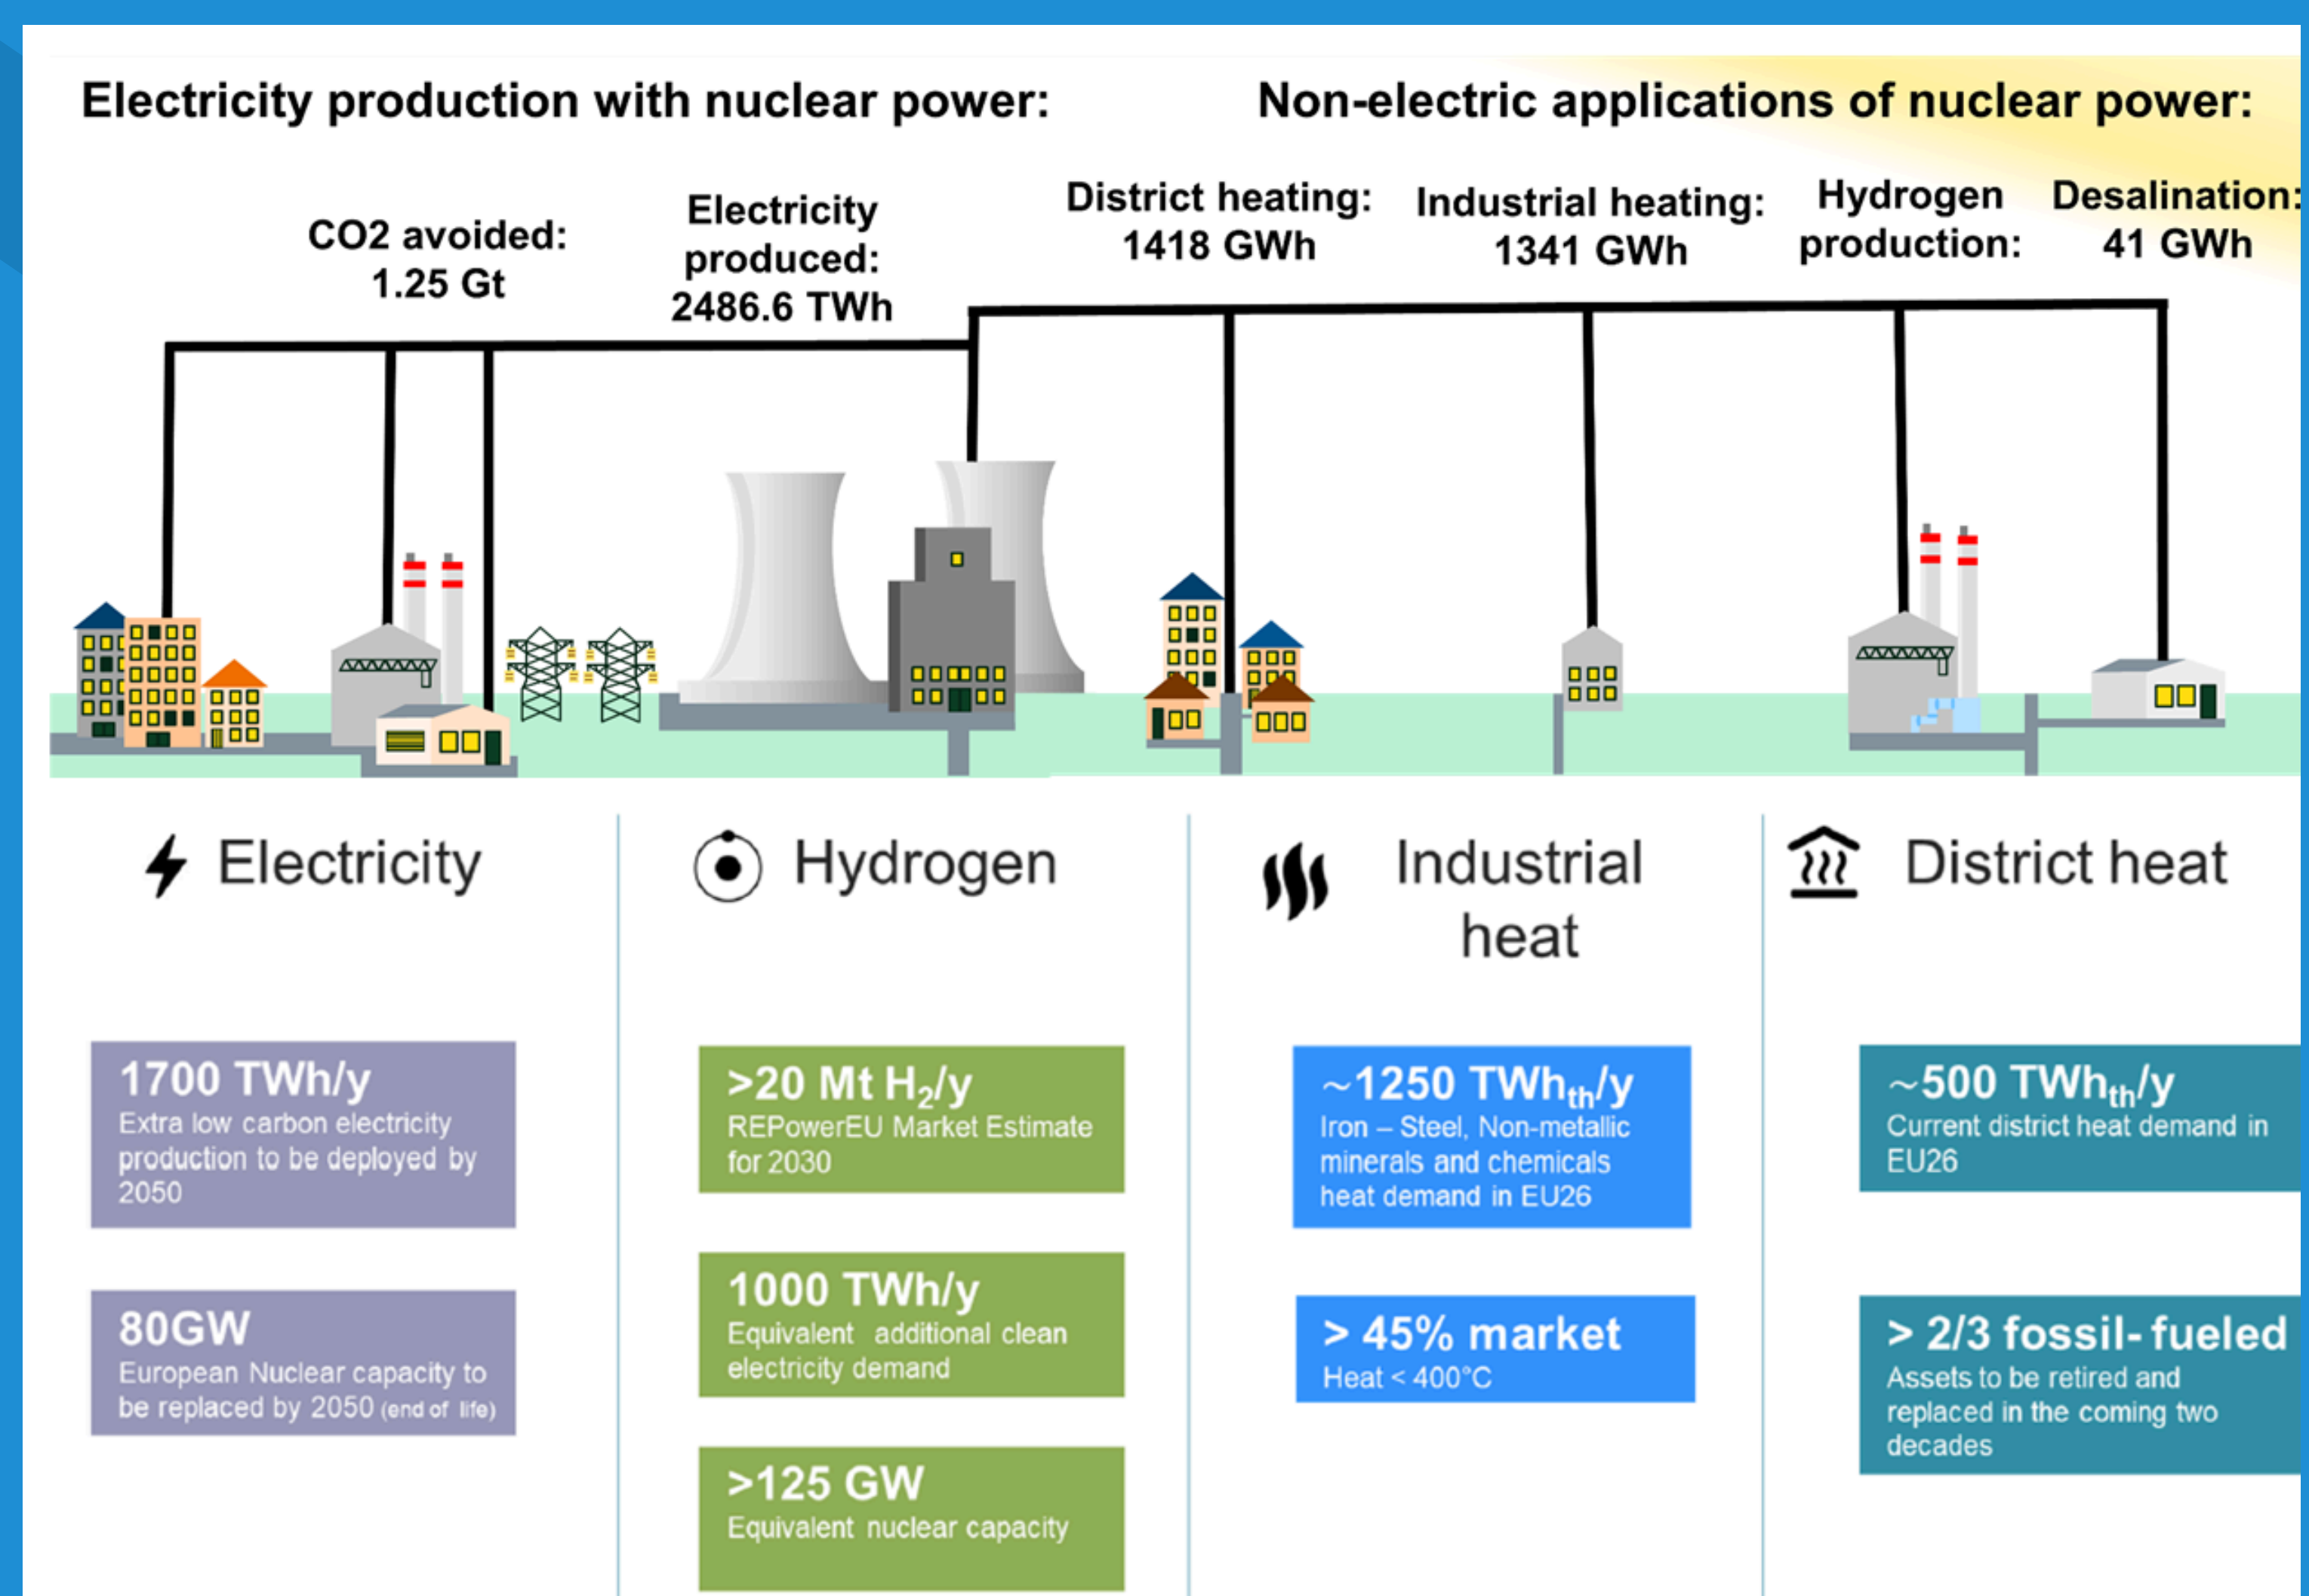 Electricity production with nuclear power:
Non-electric applications of nuclear power:
CO2 avoided:
1.25 Gt
Electricity
produced:
2486.6 TWh
District heating:
1418 GWh
Industrial heating:
1341 GWh
Hydrogen
production:
Desalination:
41 GWh
Electricity
1700 TWh/y
Extra low carbon electricity
production to be deployed by
2050
80GW
European Nuclear capacity to
be replaced by 2050 (end of life)
Hydrogen
>20 Mt H₂/y
REPowerEU Market Estimate
for 2030
1000 TWh/y
Equivalent additional clean
electricity demand
>125 GW
Equivalent nuclear capacity
Industrial
heat
~1250 TWhth/y
Iron – Steel, Non-metallic
minerals and chemicals
heat demand in EU26
> 45% market
Heat < 400°C
District heat
~500 TWhth/y
Current district heat demand in
EU26
> 2/3 fossil-fueled
Assets to be retired and
replaced in the coming two
decades